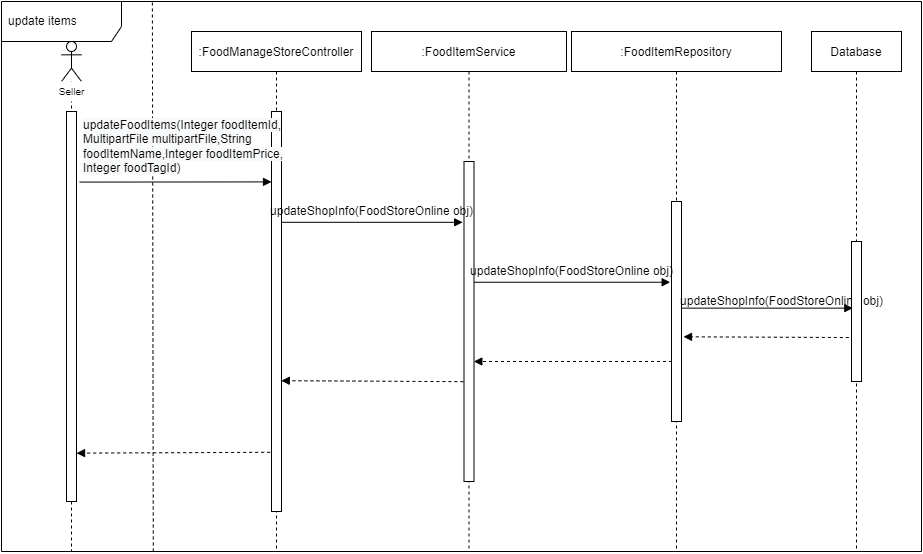 update items
Seller
:FoodManageStoreController
:FoodItemService
:FoodItemRepository
Database
updateFoodItems(Integer foodItemId,
MultipartFile multipartFile,String
foodItemName,Integer foodItemPrice,
Integer foodTagId)
updateShopInfo(FoodStoreOnline obj)
updateShopInfo(FoodStoreOnline obj)
updateShopInfo(FoodStoreOnline obj)